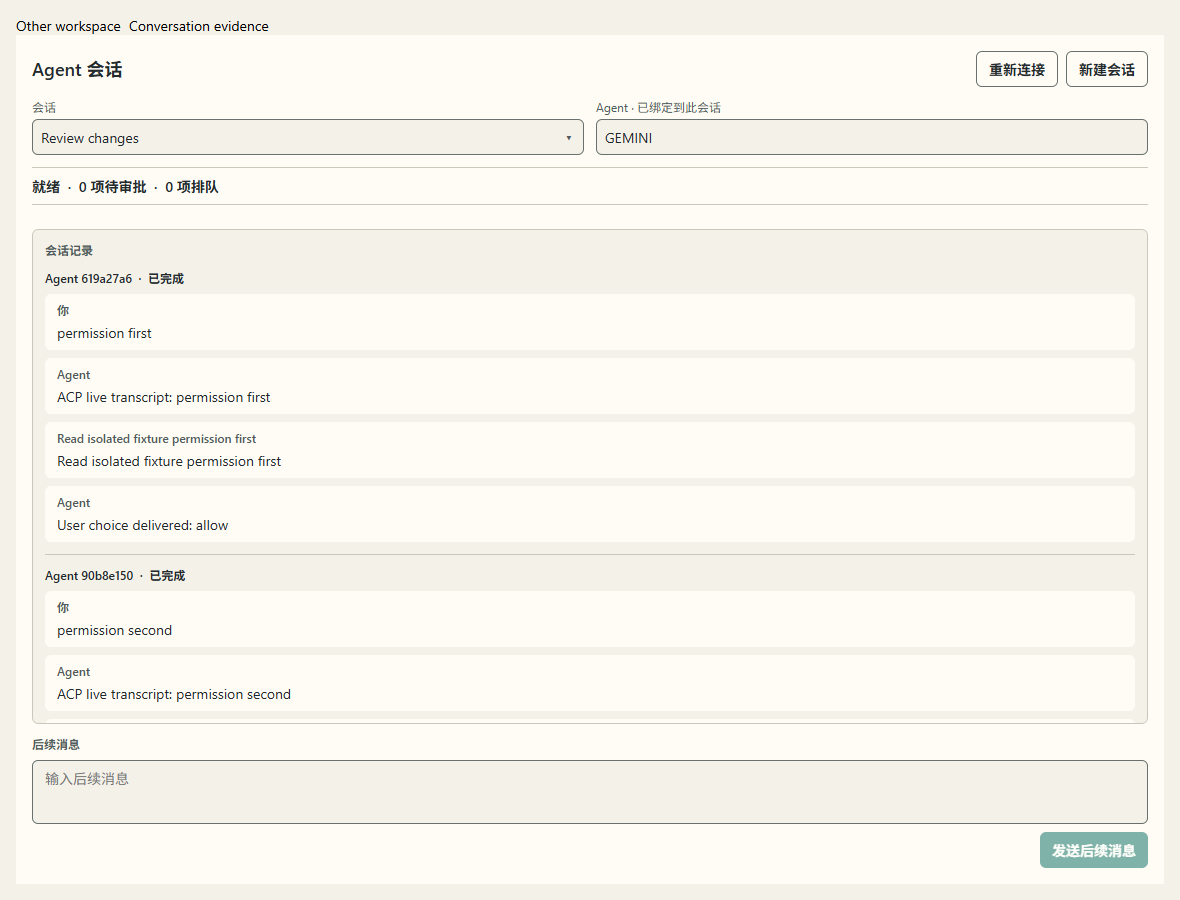 Other workspace Conversation evidence
Agent 会话
重新连接 新建会话
会话
Agent · 已绑定到此会话
Review changes
GEMINI
就绪 · 0 项待审批 · 0 项排队
会话记录
Agent 619a27a6 · 已完成
你
permission first
Agent
ACP live transcript: permission first
Read isolated fixture permission first
Read isolated fixture permission first
Agent
User choice delivered: allow
Agent 90b8e150 · 已完成
你
permission second
Agent
ACP live transcript: permission second
后续消息
输入后续消息
发送后续消息